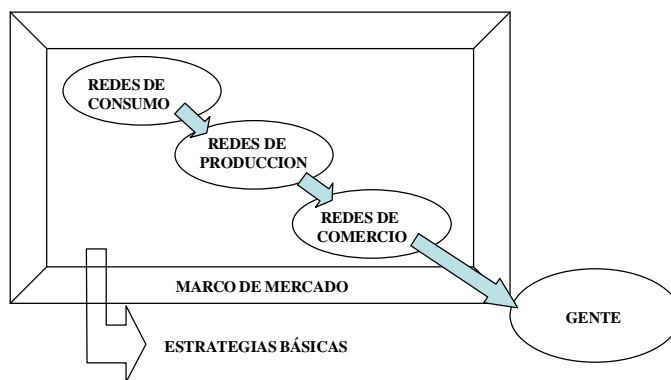 REDES DE
CONSUMO
REDES DE
PRODUCCION
REDES DE
COMERCIO
MARCO DE MERCADO
GENTE
ESTRATEGIAS BÁSICAS